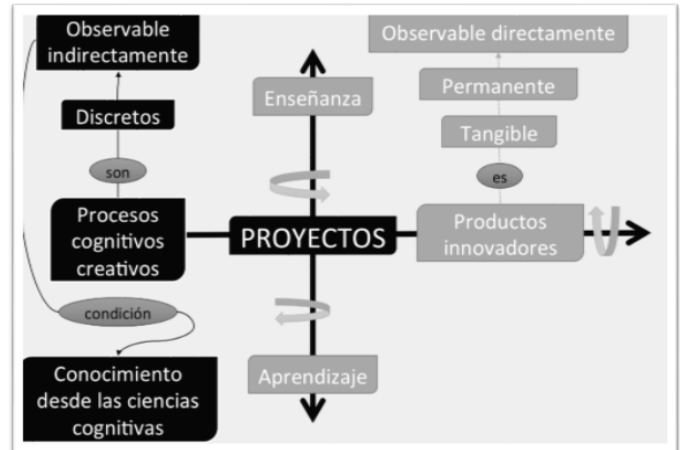 Observable
indirectamente
Discretos
son
Procesos
cognitivos
creativos
condición
Conocimiento
desde las ciencias
cognitivas
Enseñanza
PROYECTOS
Aprendizaje
Observable directamente
Permanente
Tangible
es
Productos
innovadores